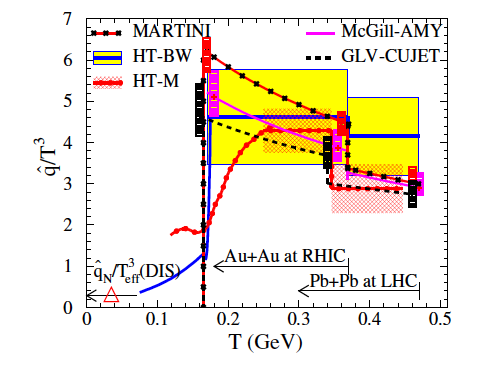 7
6
5
4
3
2
1
0
q̂/T³
MARTINI
HT-BW
HT-M
McGill-AMY
GLV-CUJET
Au+Au at RHIC
q̂_N/T³_eff(DIS)
Pb+Pb at LHC
0 0.1 0.2 0.3 0.4 0.5
T (GeV)